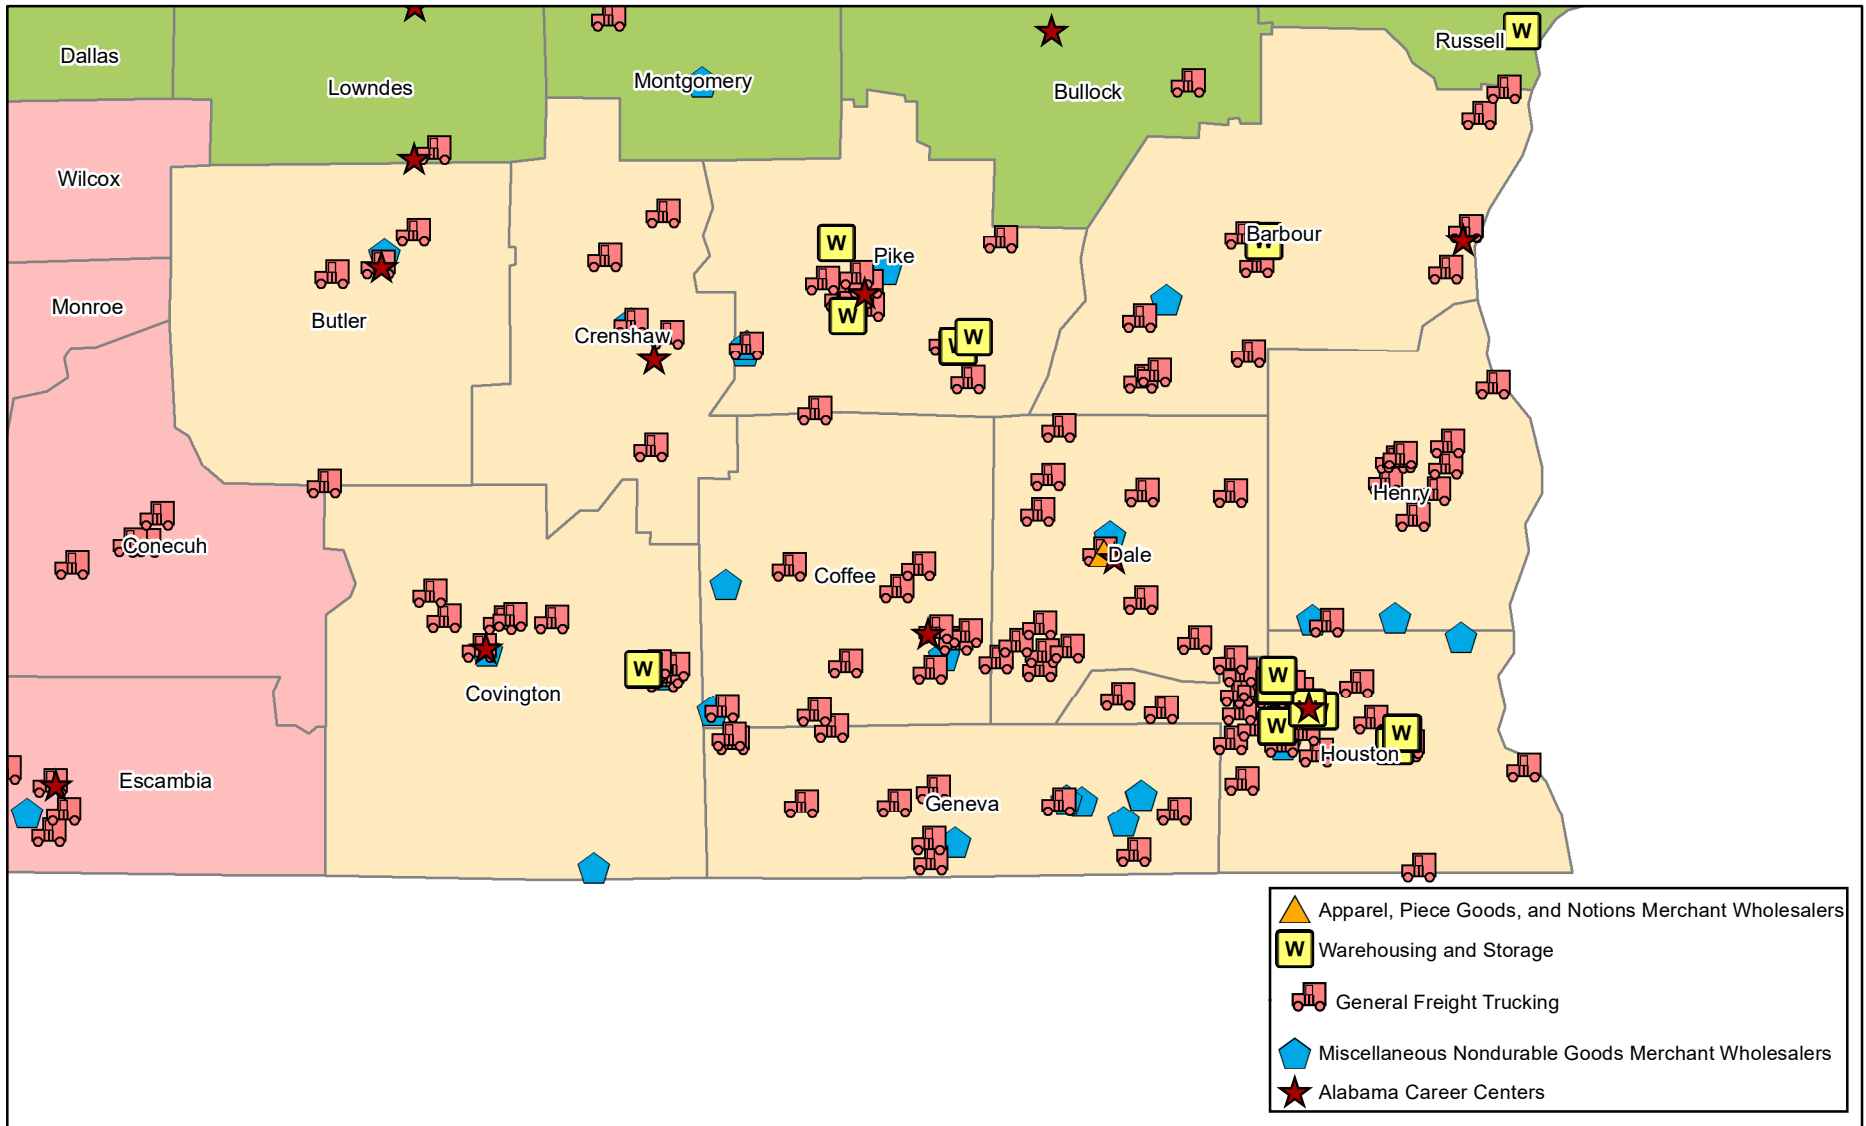 Russell W
Dallas
Lowndes
Montgomery
Bullock
Wilcox
W
Barbour
W
Pike
Monroe
Butler
W
Crenshaw
W
W
Henry
Conecuh
Dale
Coffee
W
W
Covington
W
W
W
W
Houston
Escambia
Geneva
Apparel, Piece Goods, and Notions Merchant Wholesalers
W Warehousing and Storage
General Freight Trucking
Miscellaneous Nondurable Goods Merchant Wholesalers
Alabama Career Centers